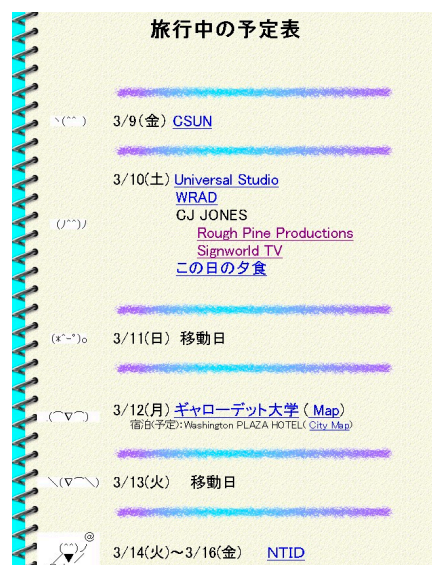 旅行中の予定表
ヽ(^^ )
3/9(金) CSUN
3/10(土) Universal Studio
WRAD
CJ JONES
(ﾉ^^)ﾉ
Rough Pine Productions
Signworld TV
この日の夕食
(*^-°)。 3/11(日) 移動日
3/12(月) ギャローデット大学 ( Map)
(⌒∇⌒)
宿泊(予定):Washington PLAZA HOTEL( City Map)
＼(∇⌒＼) 3/13(火) 移動日
@
(^^)ノ
▼
3/14(火)～3/16(金) NTID